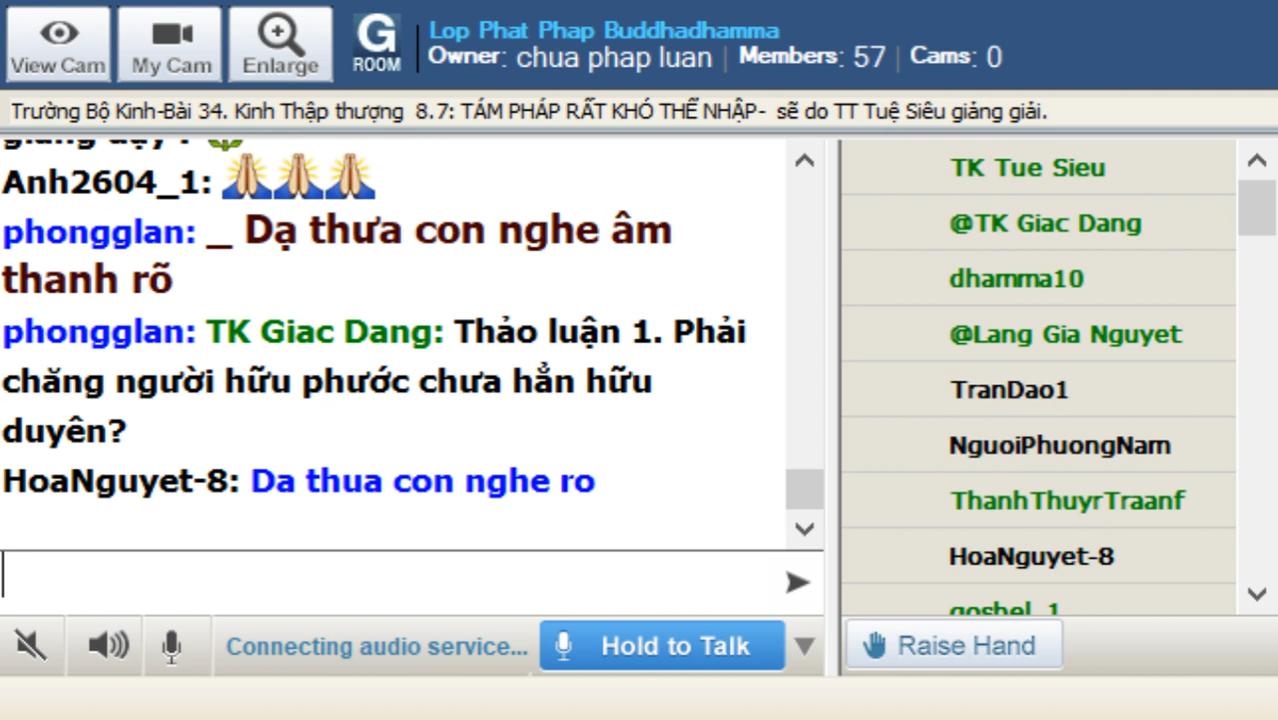 View Cam
My Cam
Enlarge
G
ROOM
Lop Phat Phap Buddhadhamma
Owner: chua phap luan | Members: 57 | Cams: 0
Trường Bộ Kinh-Bài 34. Kinh Thập thượng 8.7: TÁM PHÁP RẤT KHÓ THỂ NHẬP- sẽ do TT Tuệ Siêu giảng giải.
Anh2604_1:
phongglan: _ Dạ thưa con nghe âm
thanh rõ
phongglan: TK Giac Dang: Thảo luận 1. Phải
chăng người hữu phước chưa hẳn hữu
duyên?
HoaNguyet-8: Da thua con nghe ro
Connecting audio service...
Hold to Talk
TK Tue Sieu
@TK Giac Dang
dhamma10
@Lang Gia Nguyet
TranDao1
NguoiPhuongNam
ThanhThuyrTraanf
HoaNguyet-8
Raise Hand